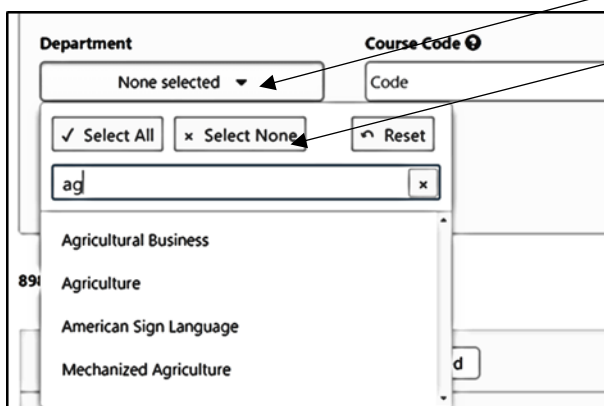 Department Course Code ?
None selected Code
✓ Select All × Select None Reset
ag ×
Agricultural Business
Agriculture
American Sign Language
Mechanized Agriculture